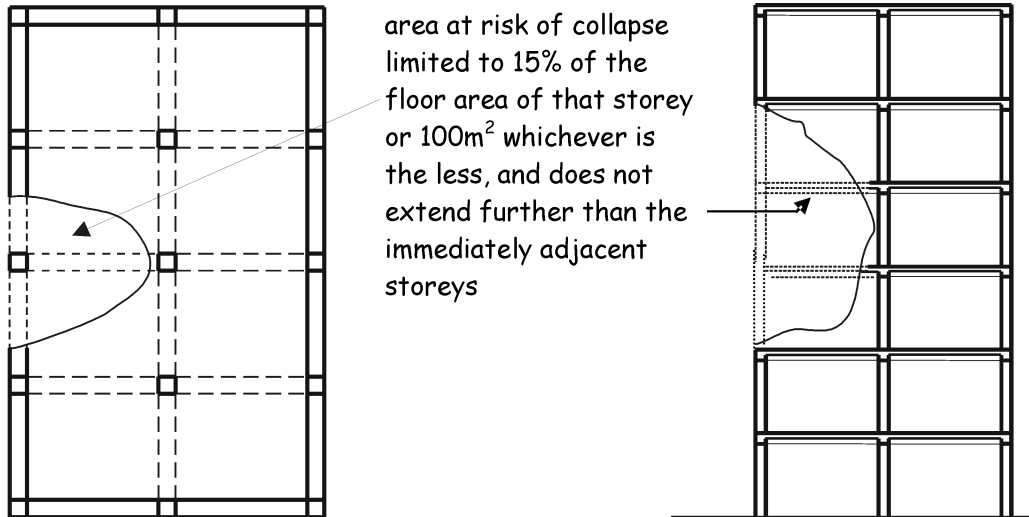 area at risk of collapse
limited to 15% of the
floor area of that storey
or 100m² whichever is
the less, and does not
extend further than the
immediately adjacent
storeys